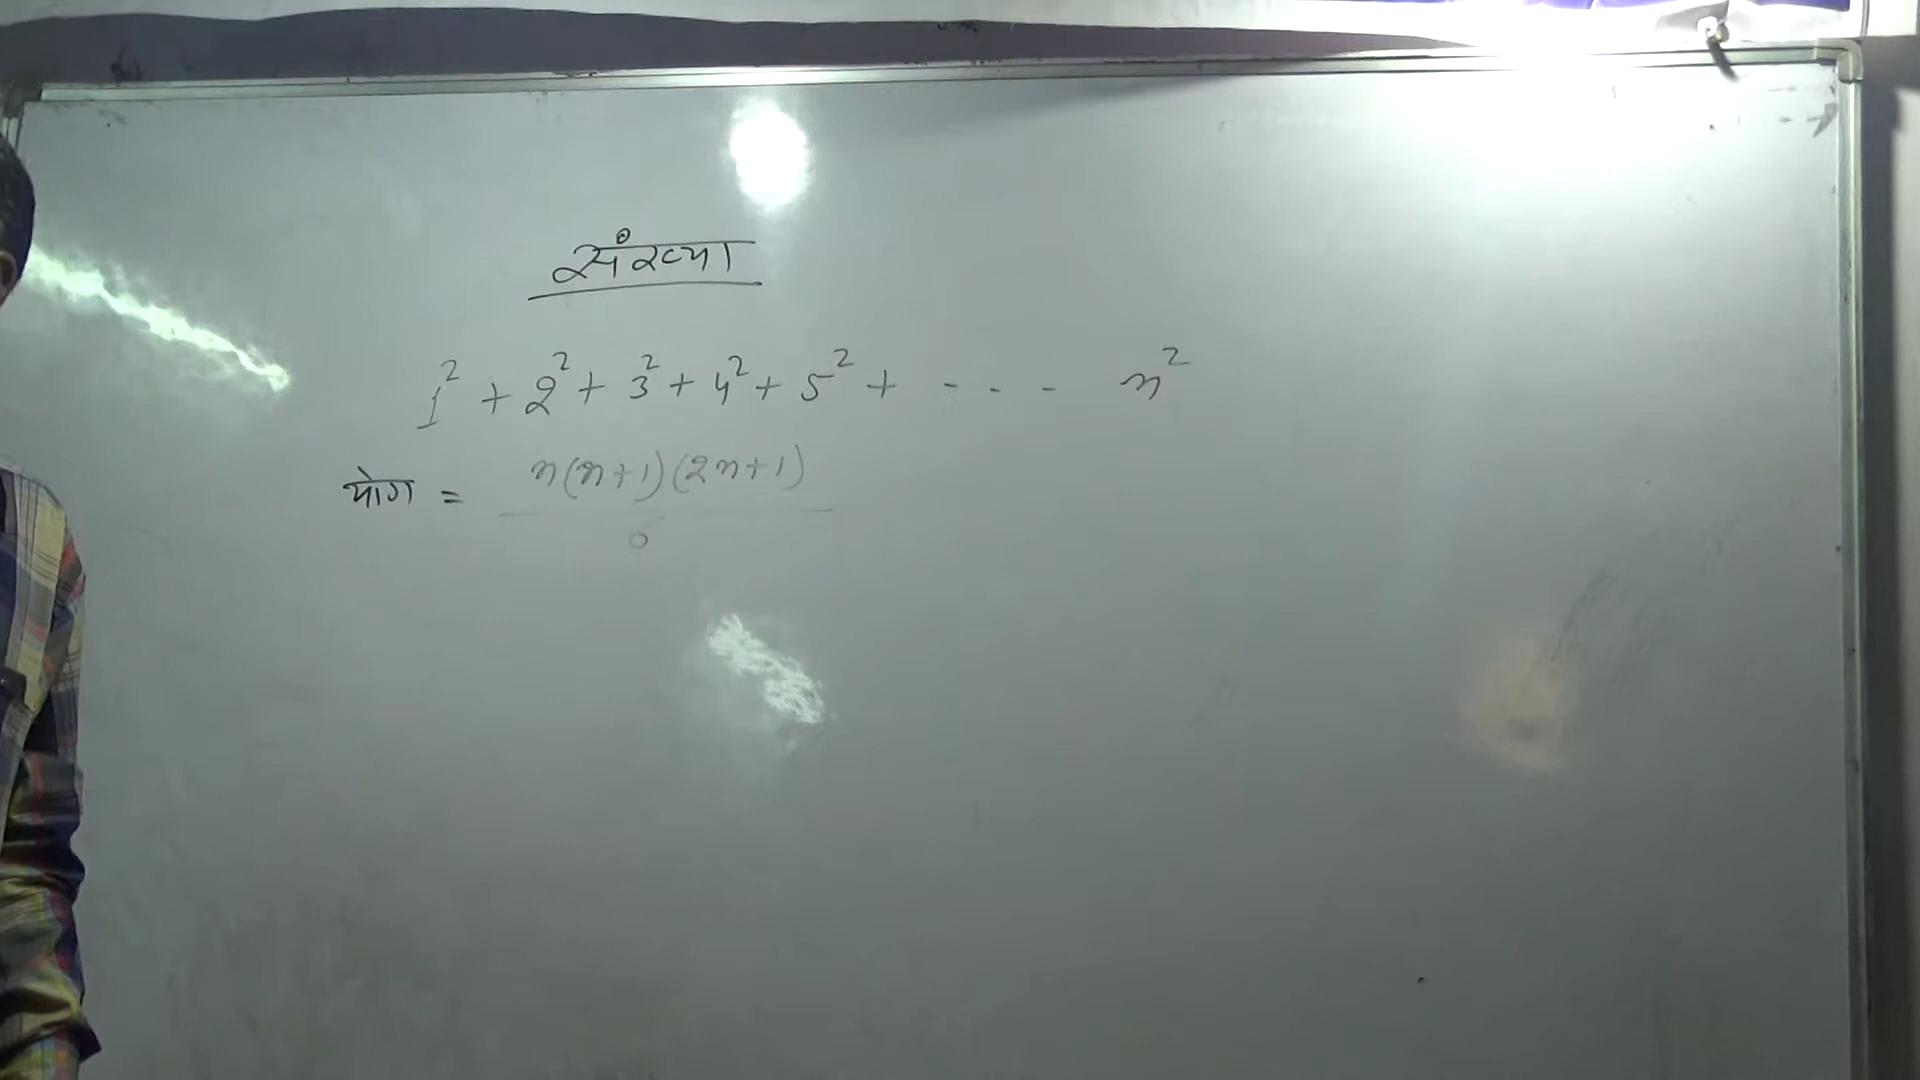 संख्या
1² + 2² + 3² + 4² + 5² + - - - - n²
योग = n(n+1)(2n+1)
6